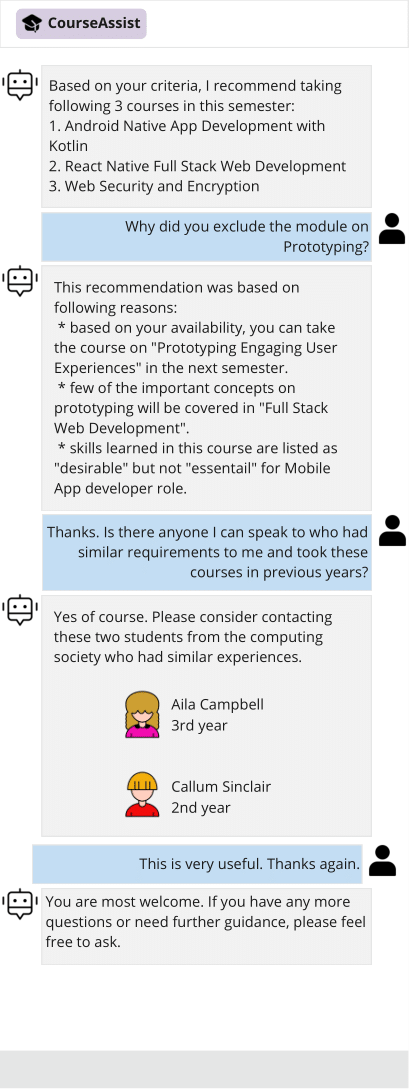 CourseAssist
Based on your criteria, I recommend taking
following 3 courses in this semester:
1. Android Native App Development with
Kotlin
2. React Native Full Stack Web Development
3. Web Security and Encryption
Why did you exclude the module on
Prototyping?
This recommendation was based on
following reasons:
* based on your availability, you can take
the course on "Prototyping Engaging User
Experiences" in the next semester.
* few of the important concepts on
prototyping will be covered in "Full Stack
Web Development".
* skills learned in this course are listed as
"desirable" but not "essentail" for Mobile
App developer role.
Thanks. Is there anyone I can speak to who had
similar requirements to me and took these
courses in previous years?
Yes of course. Please consider contacting
these two students from the computing
society who had similar experiences.
Aila Campbell
3rd year
Callum Sinclair
2nd year
This is very useful. Thanks again.
You are most welcome. If you have any more
questions or need further guidance, please feel
free to ask.